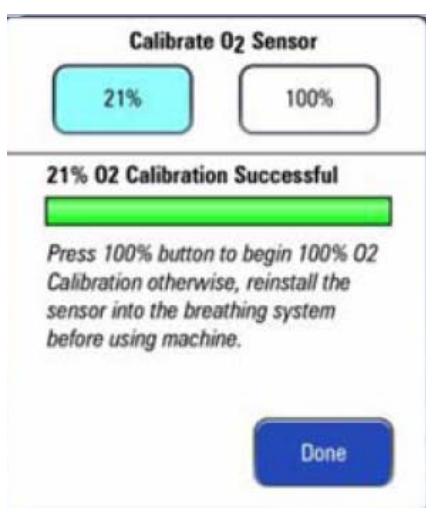 Calibrate O2 Sensor
21%
100%
21% O2 Calibration Successful
Press 100% button to begin 100% O2
Calibration otherwise, reinstall the
sensor into the breathing system
before using machine.
Done